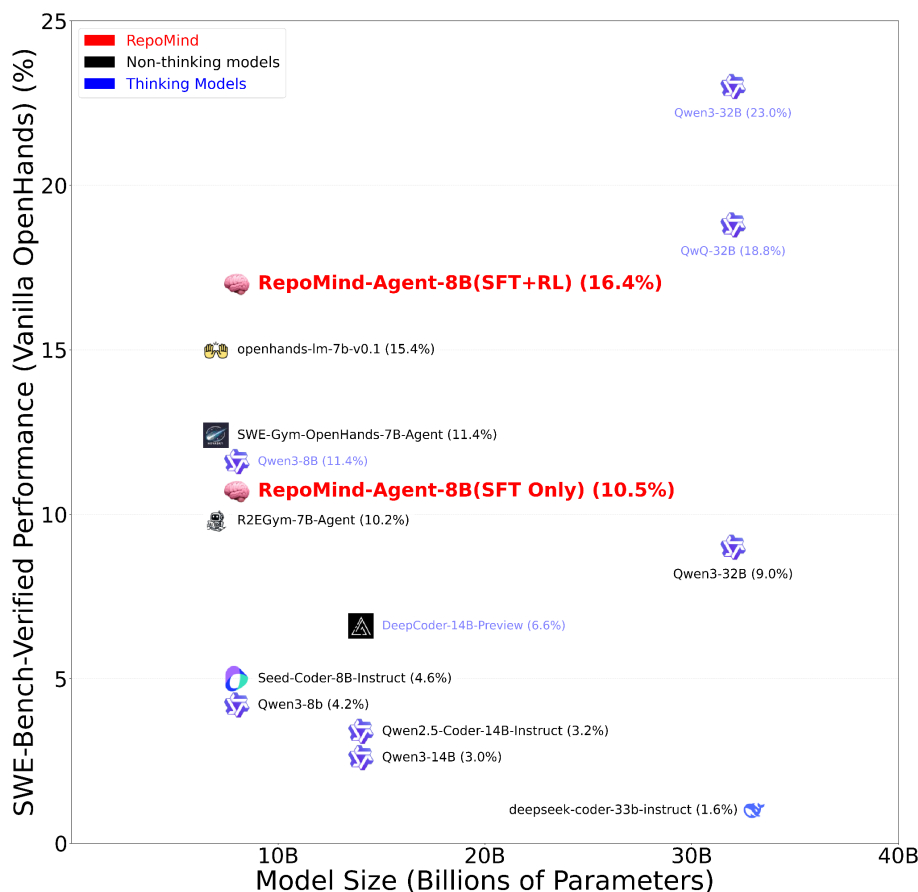 SWE-Bench-Verified Performance (Vanilla OpenHands) (%)
25
20
15
10
5
0
RepoMind
Non-thinking models
Thinking Models
Qwen3-32B (23.0%)
QwQ-32B (18.8%)
RepoMind-Agent-8B(SFT+RL) (16.4%)
openhands-lm-7b-v0.1 (15.4%)
SWE-Gym-OpenHands-7B-Agent (11.4%)
Qwen3-8B (11.4%)
RepoMind-Agent-8B(SFT Only) (10.5%)
R2EGym-7B-Agent (10.2%)
Qwen3-32B (9.0%)
DeepCoder-14B-Preview (6.6%)
Seed-Coder-8B-Instruct (4.6%)
Qwen3-8b (4.2%)
Qwen2.5-Coder-14B-Instruct (3.2%)
Qwen3-14B (3.0%)
deepseek-coder-33b-instruct (1.6%)
10B
20B
30B
40B
Model Size (Billions of Parameters)